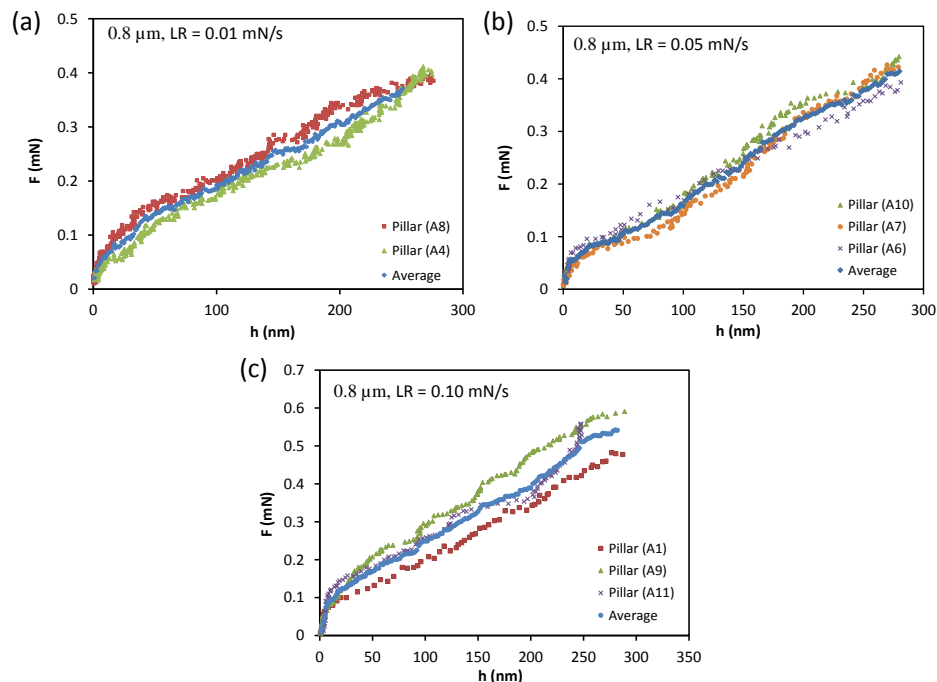 (a)
0.8 µm, LR = 0.01 mN/s
F (mN)
0.5
0.4
0.3
0.2
0.1
0
0 100 200 300
h (nm)
Pillar (A8)
Pillar (A4)
Average
(b)
0.8 µm, LR = 0.05 mN/s
F (mN)
0.5
0.4
0.3
0.2
0.1
0
0 50 100 150 200 250 300
h (nm)
Pillar (A10)
Pillar (A7)
Pillar (A6)
Average
(c)
0.8 µm, LR = 0.10 mN/s
F (mN)
0.7
0.6
0.5
0.4
0.3
0.2
0.1
0
0 50 100 150 200 250 300 350
h (nm)
Pillar (A1)
Pillar (A9)
Pillar (A11)
Average